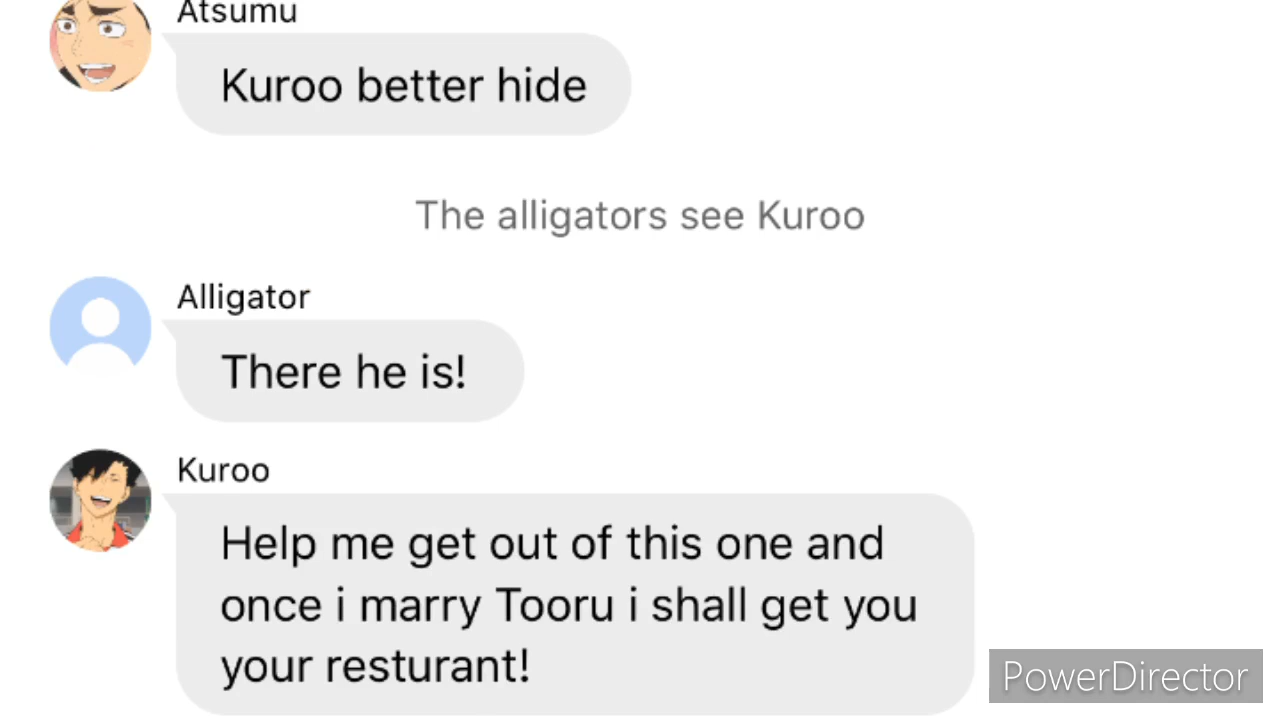 Atsumu
Kuroo better hide
The alligators see Kuroo
Alligator
There he is!
Kuroo
Help me get out of this one and
once i marry Tooru i shall get you
your resturant!
PowerDirector